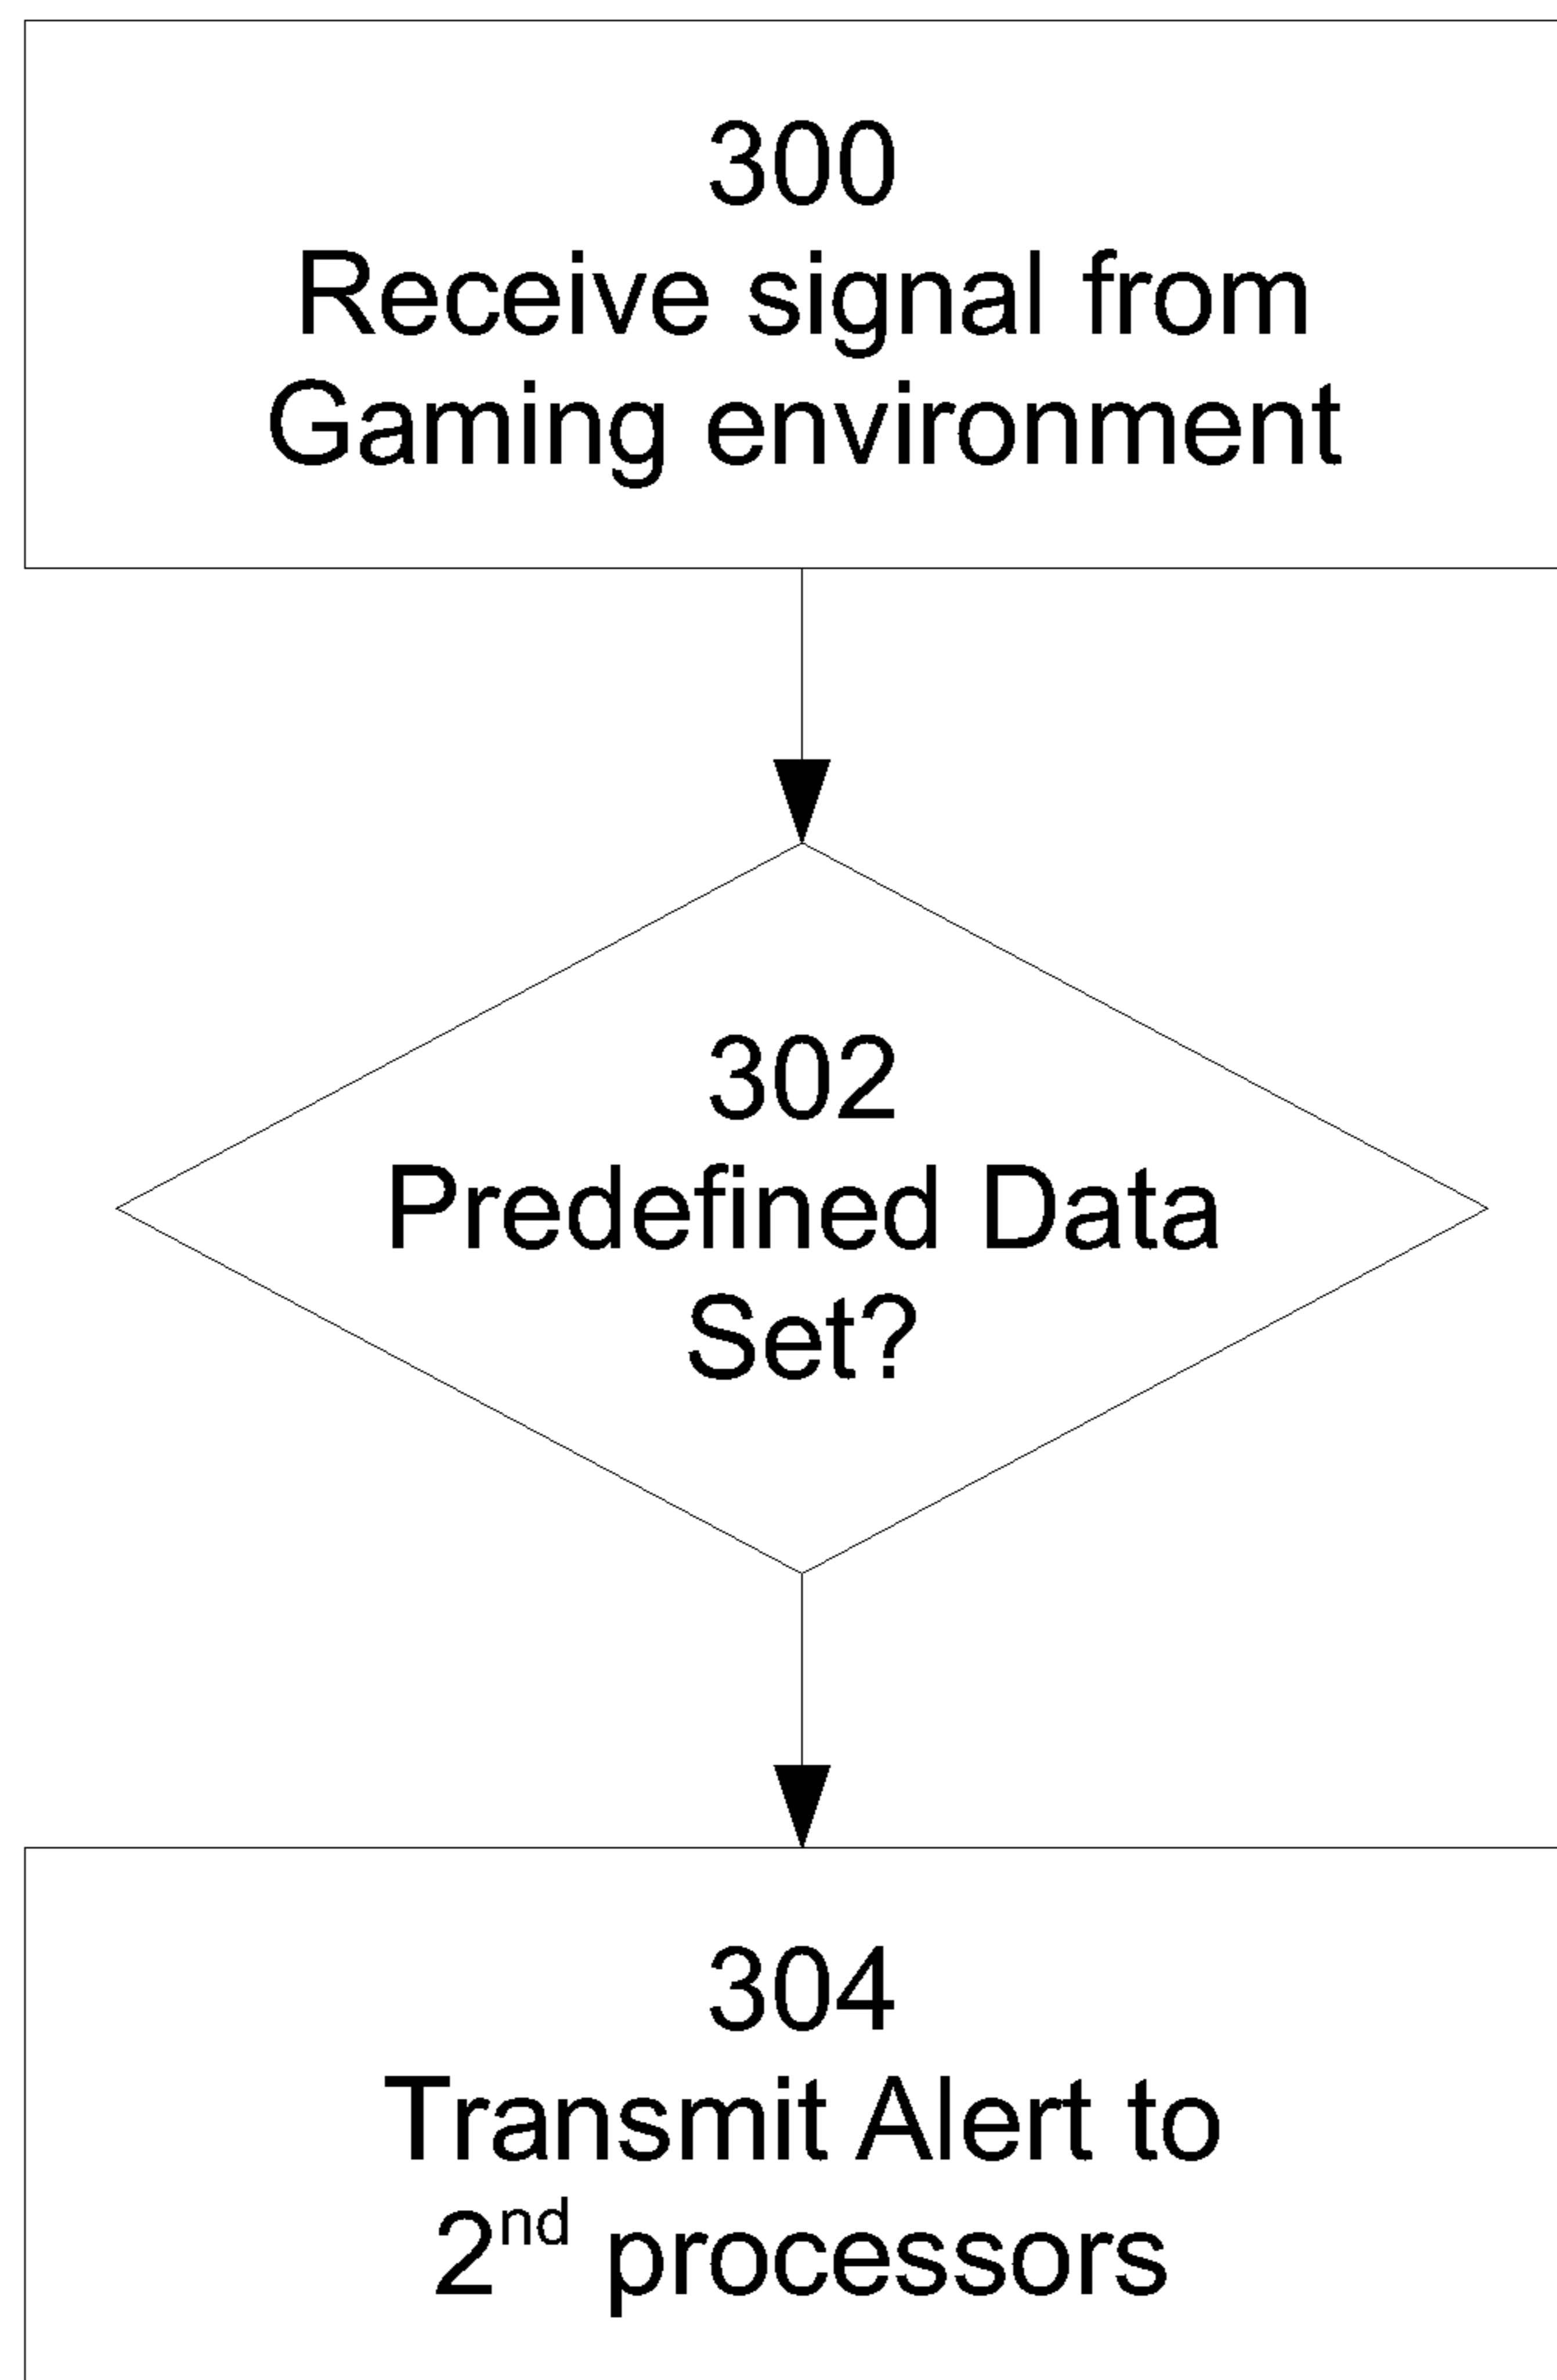 300
Receive signal from
Gaming environment
302
Predefined Data
Set?
304
Transmit Alert to
2nd processors